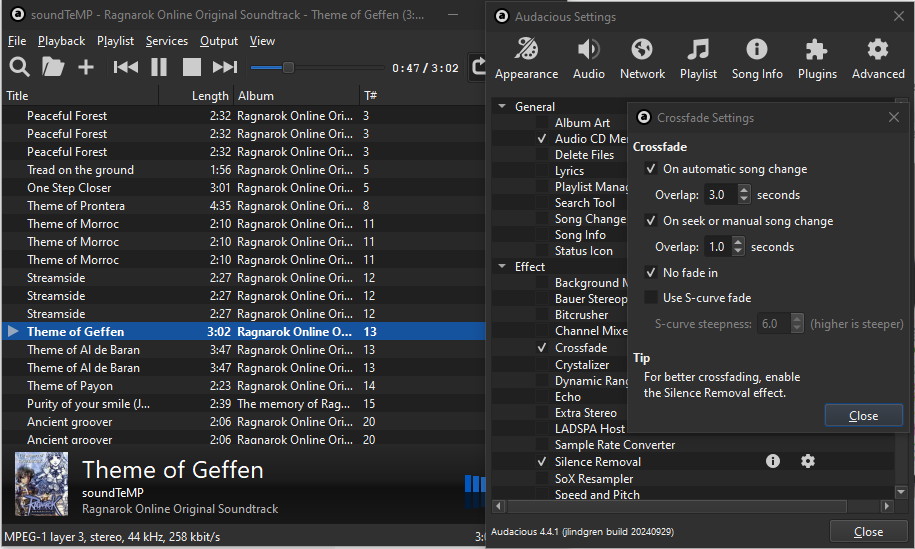 soundTeMP - Ragnarok Online Original Soundtrack - Theme of Geffen (3:...
File Playback Playlist Services Output View
0:47 / 3:02
Title Length Album T#
Peaceful Forest 2:32 Ragnarok Online Ori... 3
Peaceful Forest 2:32 Ragnarok Online Ori... 3
Peaceful Forest 2:32 Ragnarok Online Ori... 3
Tread on the ground 1:56 Ragnarok Online Ori... 5
One Step Closer 3:01 Ragnarok Online Ori... 5
Theme of Prontera 4:35 Ragnarok Online Ori... 8
Theme of Morroc 2:10 Ragnarok Online Ori... 11
Theme of Morroc 2:10 Ragnarok Online Ori... 11
Theme of Morroc 2:10 Ragnarok Online Ori... 11
Streamside 2:27 Ragnarok Online Ori... 12
Streamside 2:27 Ragnarok Online Ori... 12
Streamside 2:27 Ragnarok Online Ori... 12
Theme of Geffen 3:02 Ragnarok Online O... 13
Theme of Al de Baran 3:47 Ragnarok Online Ori... 13
Theme of Al de Baran 3:47 Ragnarok Online Ori... 13
Theme of Payon 2:23 Ragnarok Online Ori... 14
Purity of your smile (J... 2:39 The memory of Rag... 15
Ancient groover 2:06 Ragnarok Online Ori... 20
Ancient groover 2:06 Ragnarok Online Ori... 20
Theme of Geffen
soundTeMP
Ragnarok Online Original Soundtrack
MPEG-1 layer 3, stereo, 44 kHz, 258 kbit/s
Audacious Settings
Appearance Audio Network Playlist Song Info Plugins Advanced
General
Album Art
Audio CD Me
Delete Files
Lyrics
Playlist Manag
Search Tool
Song Change
Song Info
Status Icon
Effect
Background M
Bauer Stereop
Bitcrusher
Channel Mixe
Crossfade
Crystalizer
Dynamic Rang
Echo
Extra Stereo
LADSPA Host
Sample Rate Converter
Silence Removal
SoX Resampler
Speed and Pitch
Audacious 4.4.1 (jlindgren build 20240929)
Close
Crossfade Settings
Crossfade
On automatic song change
Overlap: 3.0 seconds
On seek or manual song change
Overlap: 1.0 seconds
No fade in
Use S-curve fade
S-curve steepness: 6.0 (higher is steeper)
Tip
For better crossfading, enable
the Silence Removal effect.
Close